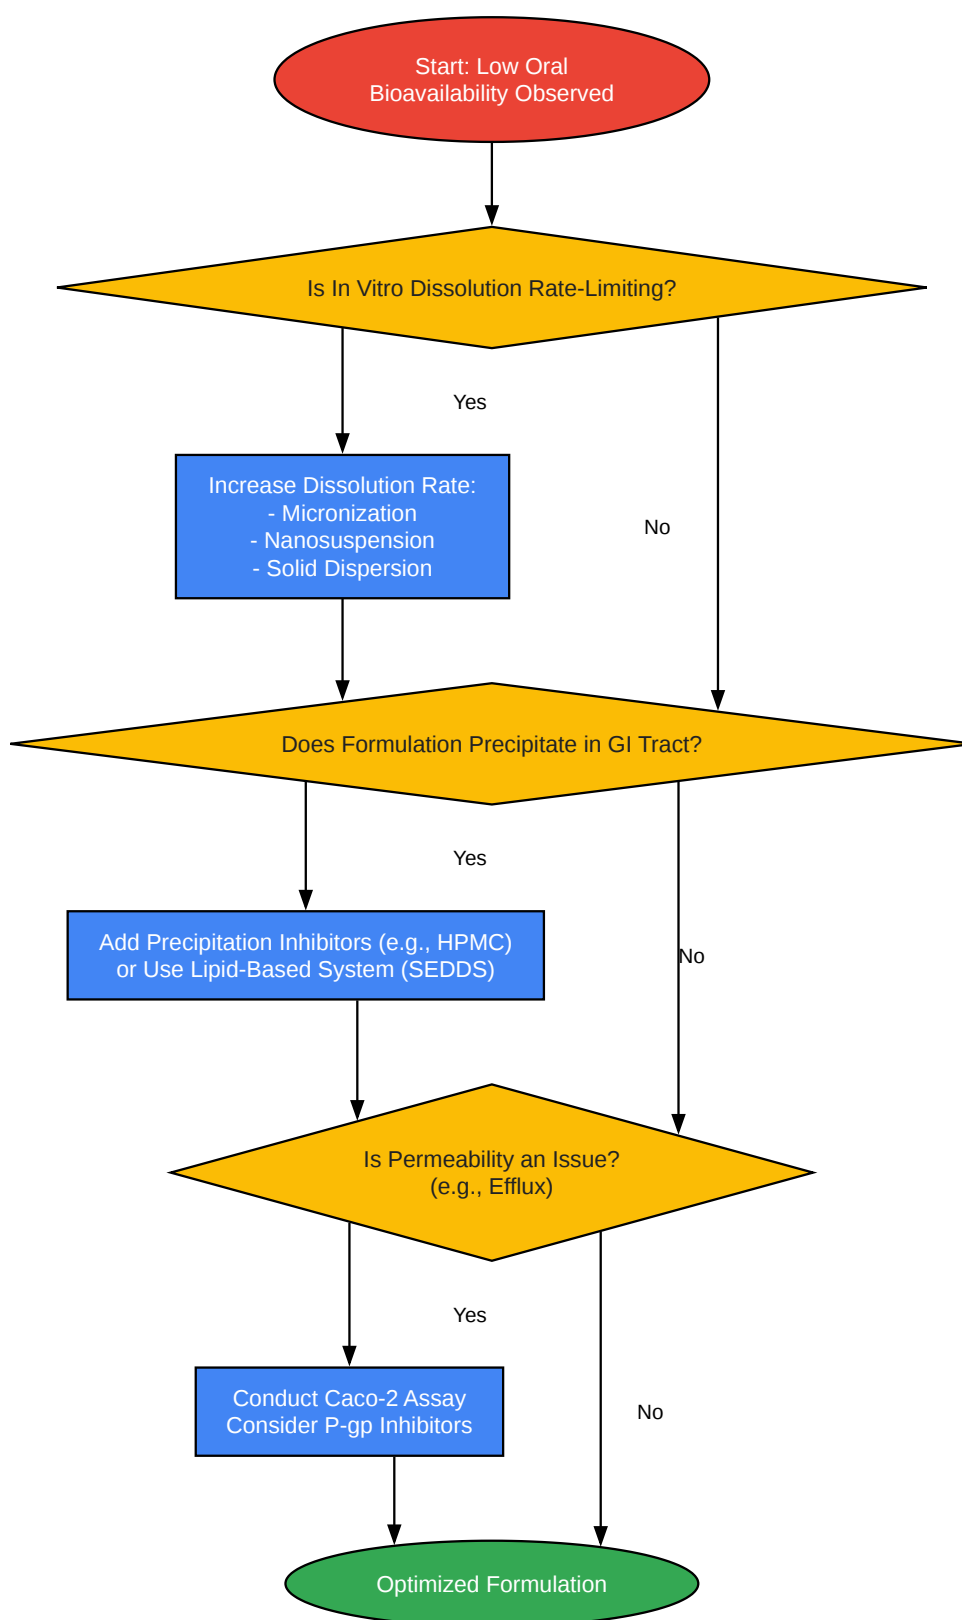 Start: Low Oral
Bioavailability Observed
Is In Vitro Dissolution Rate-Limiting?
Yes
Increase Dissolution Rate:
- Micronization
- Nanosuspension
- Solid Dispersion
No
Does Formulation Precipitate in GI Tract?
Yes
Add Precipitation Inhibitors (e.g., HPMC)
or Use Lipid-Based System (SEDDS)
No
Is Permeability an Issue?
(e.g., Efflux)
Yes
Conduct Caco-2 Assay
Consider P-gp Inhibitors
No
Optimized Formulation